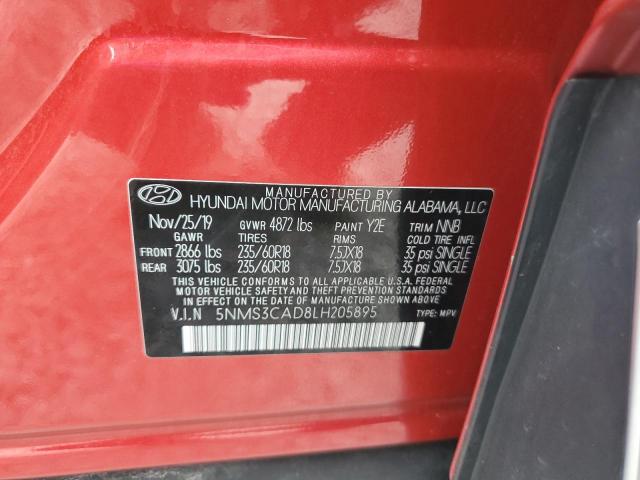 MANUFACTURED BY
HYUNDAI MOTOR MANUFACTURING ALABAMA, LLC
Nov/25/19 GVWR 4872 lbs PAINT Y2E TRIM NNB
GAWR TIRES RIMS COLD TIRE INFL
FRONT 2866 lbs 235/60R18 7.5JX18 35 psi SINGLE
REAR 3075 lbs 235/60R18 7.5JX18 35 psi SINGLE
THIS VEHICLE CONFORMS TO ALL APPLICABLE U.S.A. FEDERAL
MOTOR VEHICLE SAFETY, BUMPER, AND THEFT PREVENTION STANDARDS
IN EFFECT ON THE DATE OF MANUFACTURE SHOWN ABOVE.
V.I.N 5NMS3CAD8LH205895 TYPE: MPV